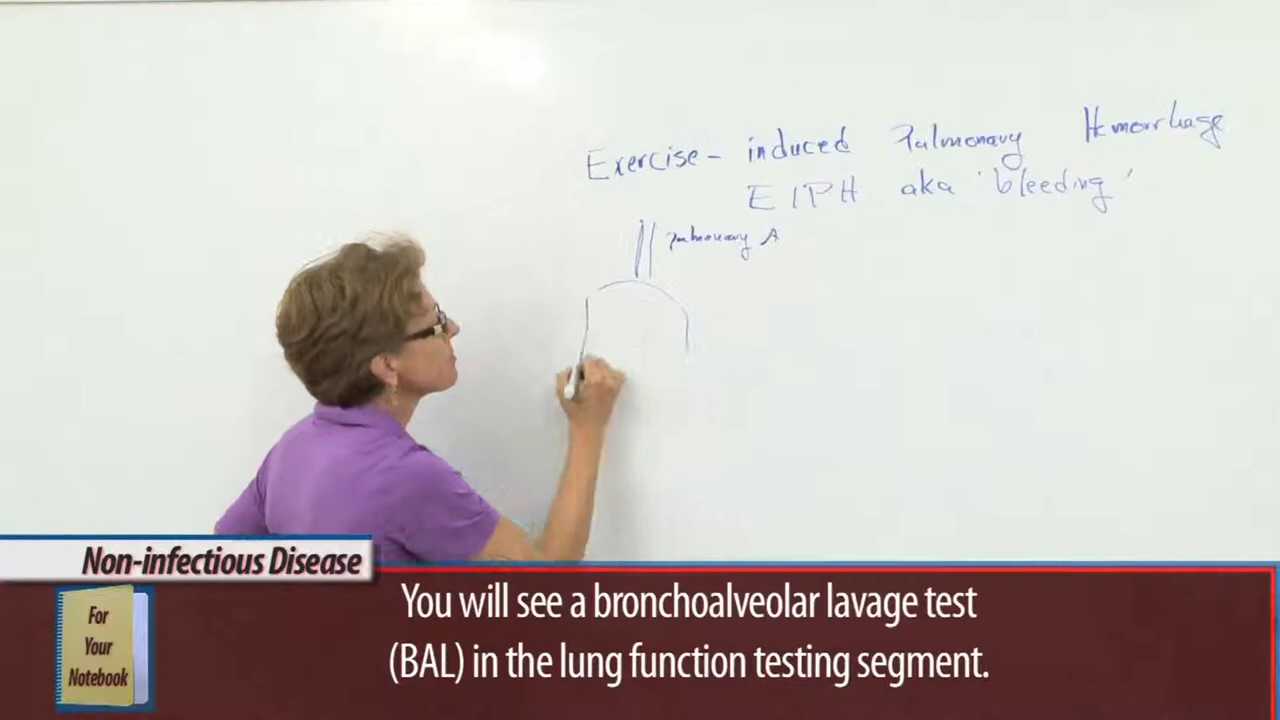 Exercise - induced Pulmonary Hemorrhage
EIPH aka 'bleeding'
Pulmonary A
Non-infectious Disease
For
Your
Notebook
You will see a bronchoalveolar lavage test
(BAL) in the lung function testing segment.